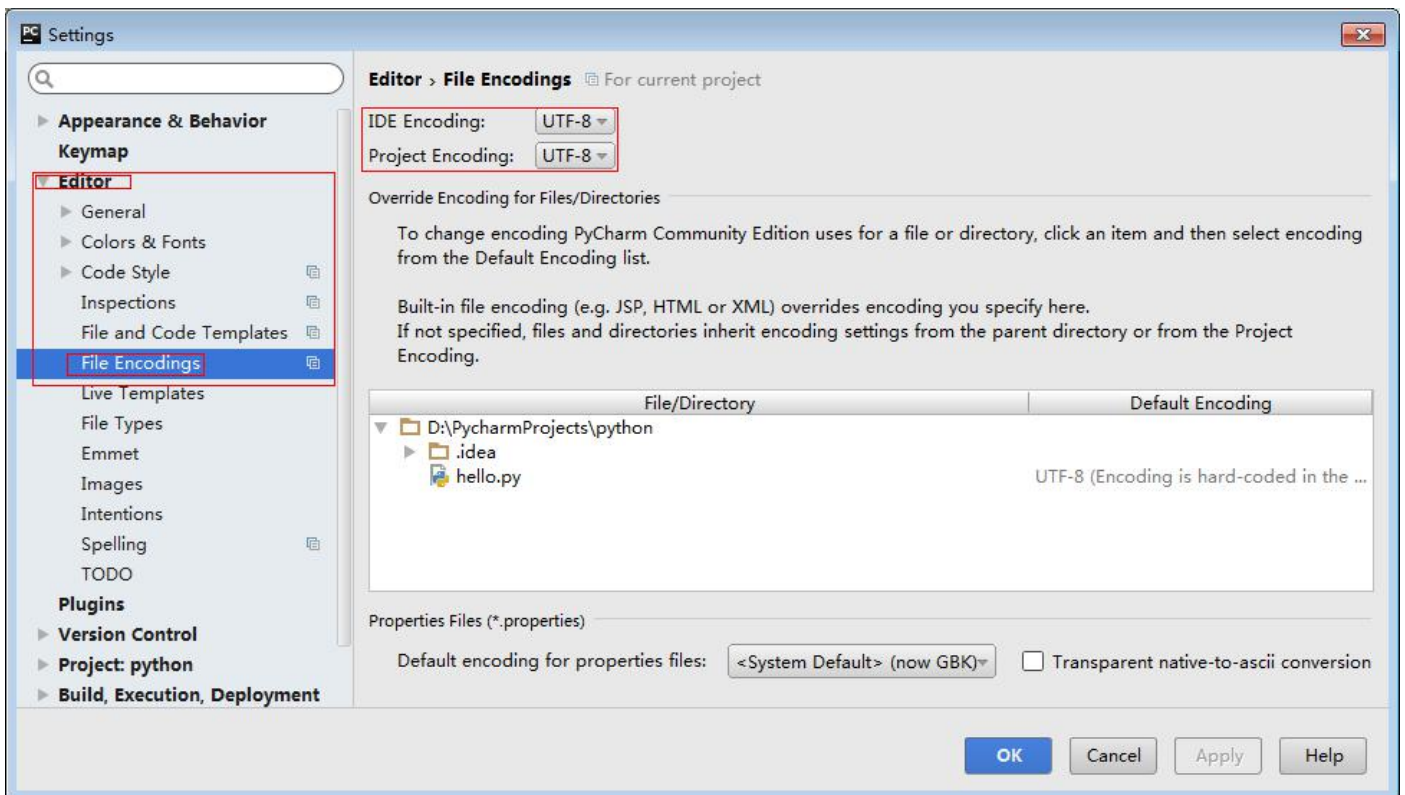 PC Settings
Appearance & Behavior
Keymap
Editor
General
Colors & Fonts
Code Style
Inspections
File and Code Templates
File Encodings
Live Templates
File Types
Emmet
Images
Intentions
Spelling
TODO
Plugins
Version Control
Project: python
Build, Execution, Deployment
Editor › File Encodings For current project
IDE Encoding: UTF-8
Project Encoding: UTF-8
Override Encoding for Files/Directories
To change encoding PyCharm Community Edition uses for a file or directory, click an item and then select encoding
from the Default Encoding list.
Built-in file encoding (e.g. JSP, HTML or XML) overrides encoding you specify here.
If not specified, files and directories inherit encoding settings from the parent directory or from the Project
Encoding.
File/Directory Default Encoding
D:\PycharmProjects\python
.idea
hello.py UTF-8 (Encoding is hard-coded in the ...
Properties Files (*.properties)
Default encoding for properties files: <System Default> (now GBK) Transparent native-to-ascii conversion
OK Cancel Apply Help